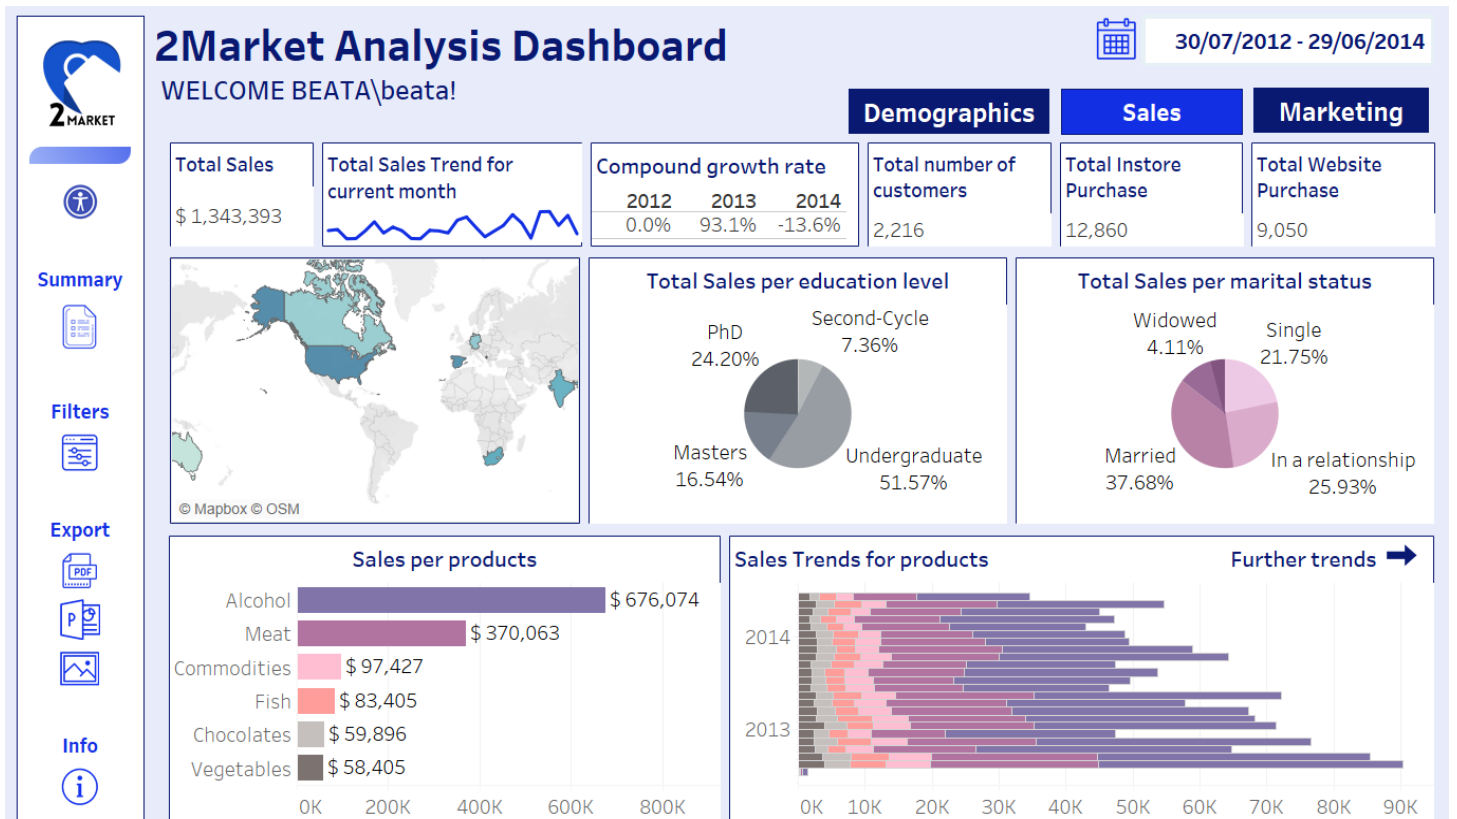 2Market Analysis Dashboard
WELCOME BEATA\beata!
30/07/2012 - 29/06/2014
2 MARKET
Demographics
Sales
Marketing
Summary
Filters
Export
PDF
P
Info
i
Total Sales
$ 1,343,393
Total Sales Trend for
current month
Compound growth rate
2012 2013 2014
0.0% 93.1% -13.6%
Total number of
customers
2,216
Total Instore
Purchase
12,860
Total Website
Purchase
9,050
© Mapbox © OSM
Total Sales per education level
Second-Cycle
7.36%
PhD
24.20%
Masters
16.54%
Undergraduate
51.57%
Total Sales per marital status
Widowed
4.11%
Single
21.75%
Married
37.68%
In a relationship
25.93%
Sales per products
Alcohol $ 676,074
Meat $ 370,063
Commodities $ 97,427
Fish $ 83,405
Chocolates $ 59,896
Vegetables $ 58,405
0K 200K 400K 600K 800K
Sales Trends for products
Further trends
2014
2013
0K 10K 20K 30K 40K 50K 60K 70K 80K 90K